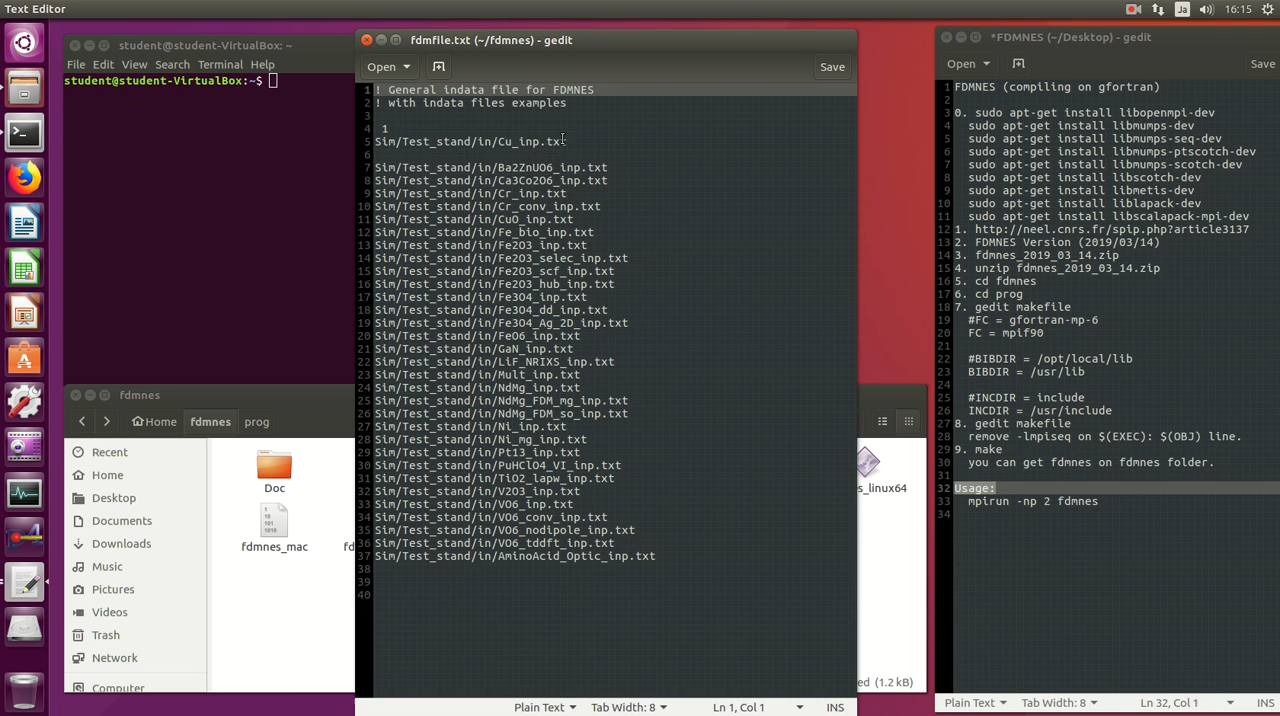 Text Editor
Ja
16:15
student@student-VirtualBox: ~
File Edit View Search Terminal Help
student@student-VirtualBox:~$
fdmfile.txt (~/fdmnes) - gedit
Open
Save
1 ! General indata file for FDMNES
2 ! with indata files examples
3
4  1
5 Sim/Test_stand/in/Cu_inp.txt
6
7 Sim/Test_stand/in/Ba2ZnUO6_inp.txt
8 Sim/Test_stand/in/Ca3Co2O6_inp.txt
9 Sim/Test_stand/in/Cr_inp.txt
10 Sim/Test_stand/in/Cr_conv_inp.txt
11 Sim/Test_stand/in/CuO_inp.txt
12 Sim/Test_stand/in/Fe_bio_inp.txt
13 Sim/Test_stand/in/Fe2O3_inp.txt
14 Sim/Test_stand/in/Fe2O3_selec_inp.txt
15 Sim/Test_stand/in/Fe2O3_scf_inp.txt
16 Sim/Test_stand/in/Fe2O3_hub_inp.txt
17 Sim/Test_stand/in/Fe3O4_inp.txt
18 Sim/Test_stand/in/Fe3O4_dd_inp.txt
19 Sim/Test_stand/in/Fe3O4_Ag_2D_inp.txt
20 Sim/Test_stand/in/FeO6_inp.txt
21 Sim/Test_stand/in/GaN_inp.txt
22 Sim/Test_stand/in/LiF_NRIXS_inp.txt
23 Sim/Test_stand/in/Mult_inp.txt
24 Sim/Test_stand/in/NdMg_inp.txt
25 Sim/Test_stand/in/NdMg_FDM_mg_inp.txt
26 Sim/Test_stand/in/NdMg_FDM_so_inp.txt
27 Sim/Test_stand/in/Ni_inp.txt
28 Sim/Test_stand/in/Ni_mg_inp.txt
29 Sim/Test_stand/in/Pt13_inp.txt
30 Sim/Test_stand/in/PuHClO4_VI_inp.txt
31 Sim/Test_stand/in/TiO2_lapw_inp.txt
32 Sim/Test_stand/in/V2O3_inp.txt
33 Sim/Test_stand/in/VO6_inp.txt
34 Sim/Test_stand/in/VO6_conv_inp.txt
35 Sim/Test_stand/in/VO6_nodipole_inp.txt
36 Sim/Test_stand/in/VO6_tddft_inp.txt
37 Sim/Test_stand/in/AminoAcid_Optic_inp.txt
38
39
40
Plain Text Tab Width: 8 Ln 1, Col 1 INS
*FDMNES (~/Desktop) - gedit
Open
Save
1 FDMNES (compiling on gfortran)
2
3 0. sudo apt-get install libopenmpi-dev
4 sudo apt-get install libmumps-dev
5 sudo apt-get install libmumps-seq-dev
6 sudo apt-get install libmumps-ptscotch-dev
7 sudo apt-get install libmumps-scotch-dev
8 sudo apt-get install libscotch-dev
9 sudo apt-get install libmetis-dev
10 sudo apt-get install liblapack-dev
11 sudo apt-get install libscalapack-mpi-dev
12 1. http://neel.cnrs.fr/spip.php?article3137
13 2. FDMNES Version (2019/03/14)
14 3. fdmnes_2019_03_14.zip
15 4. unzip fdmnes_2019_03_14.zip
16 5. cd fdmnes
17 6. cd prog
18 7. gedit makefile
19 #FC = gfortran-mp-6
20 FC = mpif90
21
22 #BIBDIR = /opt/local/lib
23 BIBDIR = /usr/lib
24
25 #INCDIR = include
26 INCDIR = /usr/include
27 8. gedit makefile
28 remove -lmpiseq on $(EXEC): $(OBJ) line.
29 9. make
30 you can get fdmnes on fdmnes folder.
31
32 Usage:
33 mpirun -np 2 fdmnes
34
Plain Text Tab Width: 8 Ln 32, Col 1 INS
fdmnes
Home fdmnes prog
Recent
Home
Desktop
Documents
Downloads
Music
Pictures
Videos
Trash
Network
Computer
Doc
fdmnes_mac
fd
s_linux64
ed (1.2 kB)